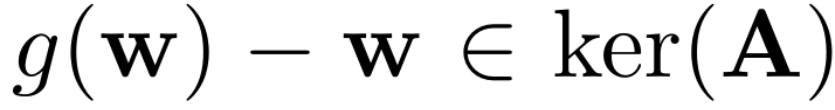 g(𝐰) − 𝐰 ∈ ker(𝐀)